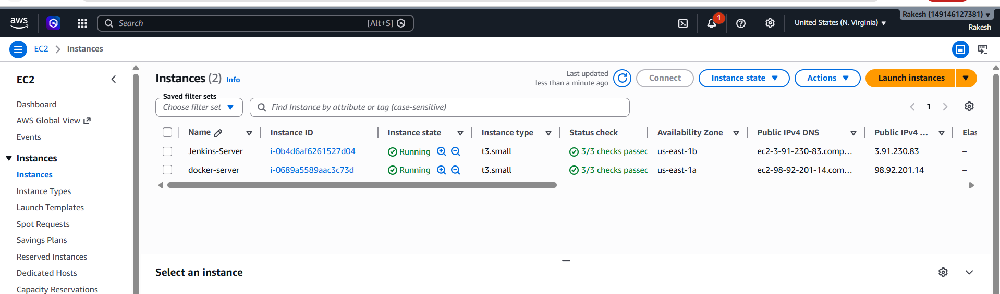 aws
Search [Alt+S]
1
United States (N. Virginia)
Rakesh (149146127381)
Rakesh
EC2 Instances
EC2
Dashboard
AWS Global View
Events
Instances
Instances
Instance Types
Launch Templates
Spot Requests
Savings Plans
Reserved Instances
Dedicated Hosts
Capacity Reservations
Instances (2) Info
Last updated
less than a minute ago
Connect
Instance state
Actions
Launch instances
Saved filter sets
Choose filter set
Find Instance by attribute or tag (case-sensitive)
1
Name Instance ID Instance state Instance type Status check Availability Zone Public IPv4 DNS Public IPv4 ... Elas
Jenkins-Server i-0b4d6af6261527d04 Running t3.small 3/3 checks passed us-east-1b ec2-3-91-230-83.comp... 3.91.230.83 –
docker-server i-0689a5589aac3c73d Running t3.small 3/3 checks passed us-east-1a ec2-98-92-201-14.com... 98.92.201.14 –
Select an instance